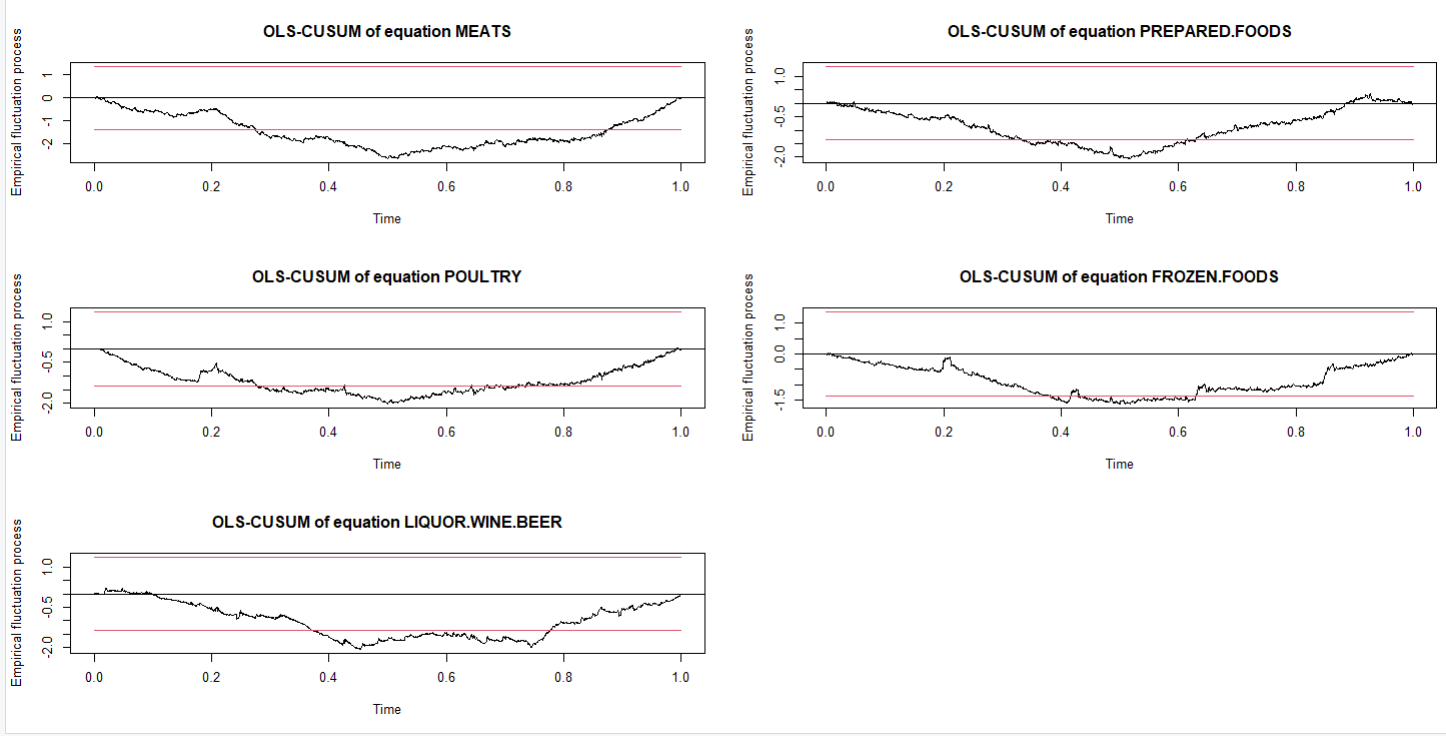 OLS-CUSUM of equation MEATS
Empirical fluctuation process
1
0
-1
-2
0.0 0.2 0.4 0.6 0.8 1.0
Time
OLS-CUSUM of equation PREPARED.FOODS
Empirical fluctuation process
1.0
-0.5
-2.0
0.0 0.2 0.4 0.6 0.8 1.0
Time
OLS-CUSUM of equation POULTRY
Empirical fluctuation process
1.0
-0.5
-2.0
0.0 0.2 0.4 0.6 0.8 1.0
Time
OLS-CUSUM of equation FROZEN.FOODS
Empirical fluctuation process
1.0
0.0
-1.5
0.0 0.2 0.4 0.6 0.8 1.0
Time
OLS-CUSUM of equation LIQUOR.WINE.BEER
Empirical fluctuation process
1.0
-0.5
-2.0
0.0 0.2 0.4 0.6 0.8 1.0
Time